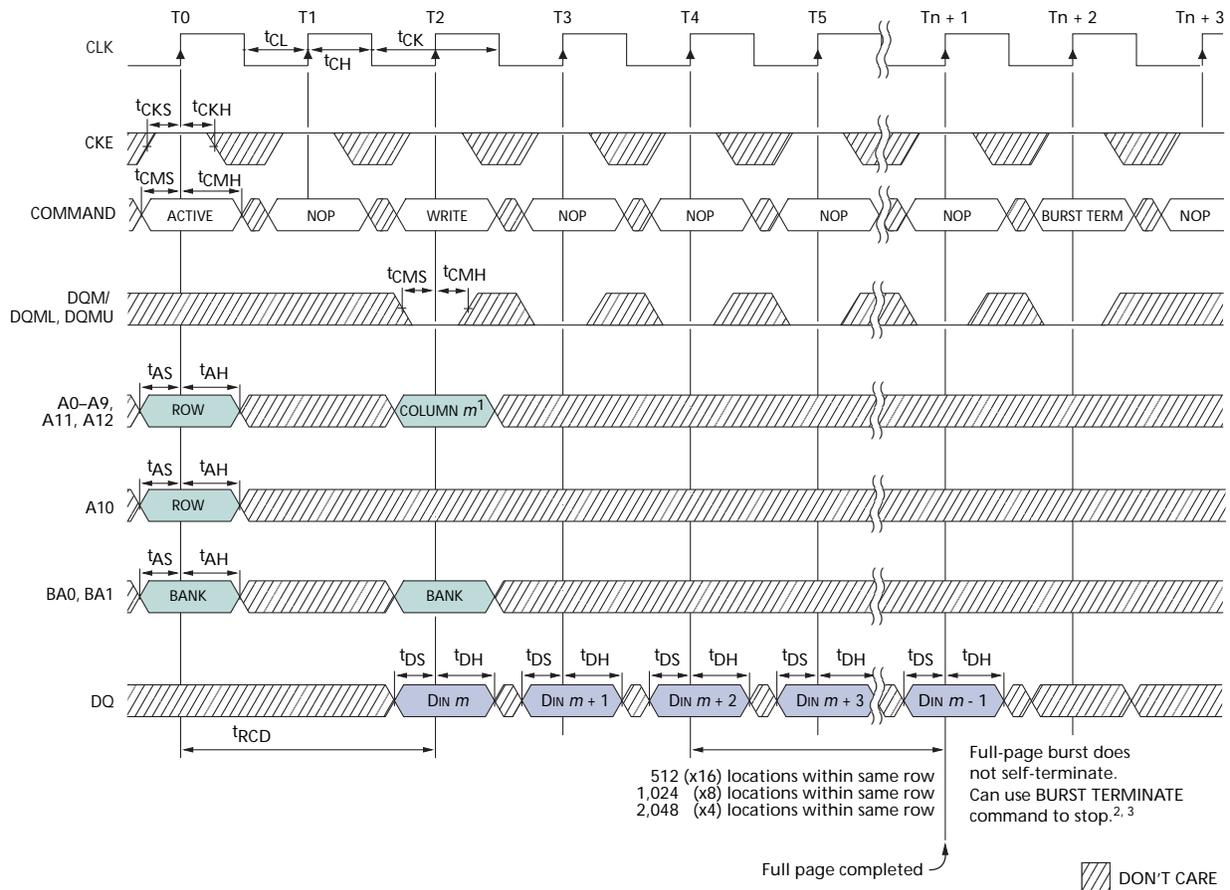 T0 T1 T2 T3 T4 T5 Tn + 1 Tn + 2 Tn + 3
CLK
tCL tCK
tCH
tCKS tCKH
CKE
tCMS tCMH
COMMAND ACTIVE NOP WRITE NOP NOP NOP NOP BURST TERM NOP
tCMS tCMH
DQM/
DQML, DQMU
tAS tAH
A0–A9,
A11, A12
ROW COLUMN m1
tAS tAH
A10 ROW
tAS tAH
BA0, BA1 BANK BANK
tDS tDH tDS tDH tDS tDH tDS tDH tDS tDH
DQ DIN m DIN m + 1 DIN m + 2 DIN m + 3 DIN m - 1
tRCD
512 (x16) locations within same row
1,024 (x8) locations within same row
2,048 (x4) locations within same row
Full-page burst does
not self-terminate.
Can use BURST TERMINATE
command to stop.2, 3
Full page completed
DON'T CARE